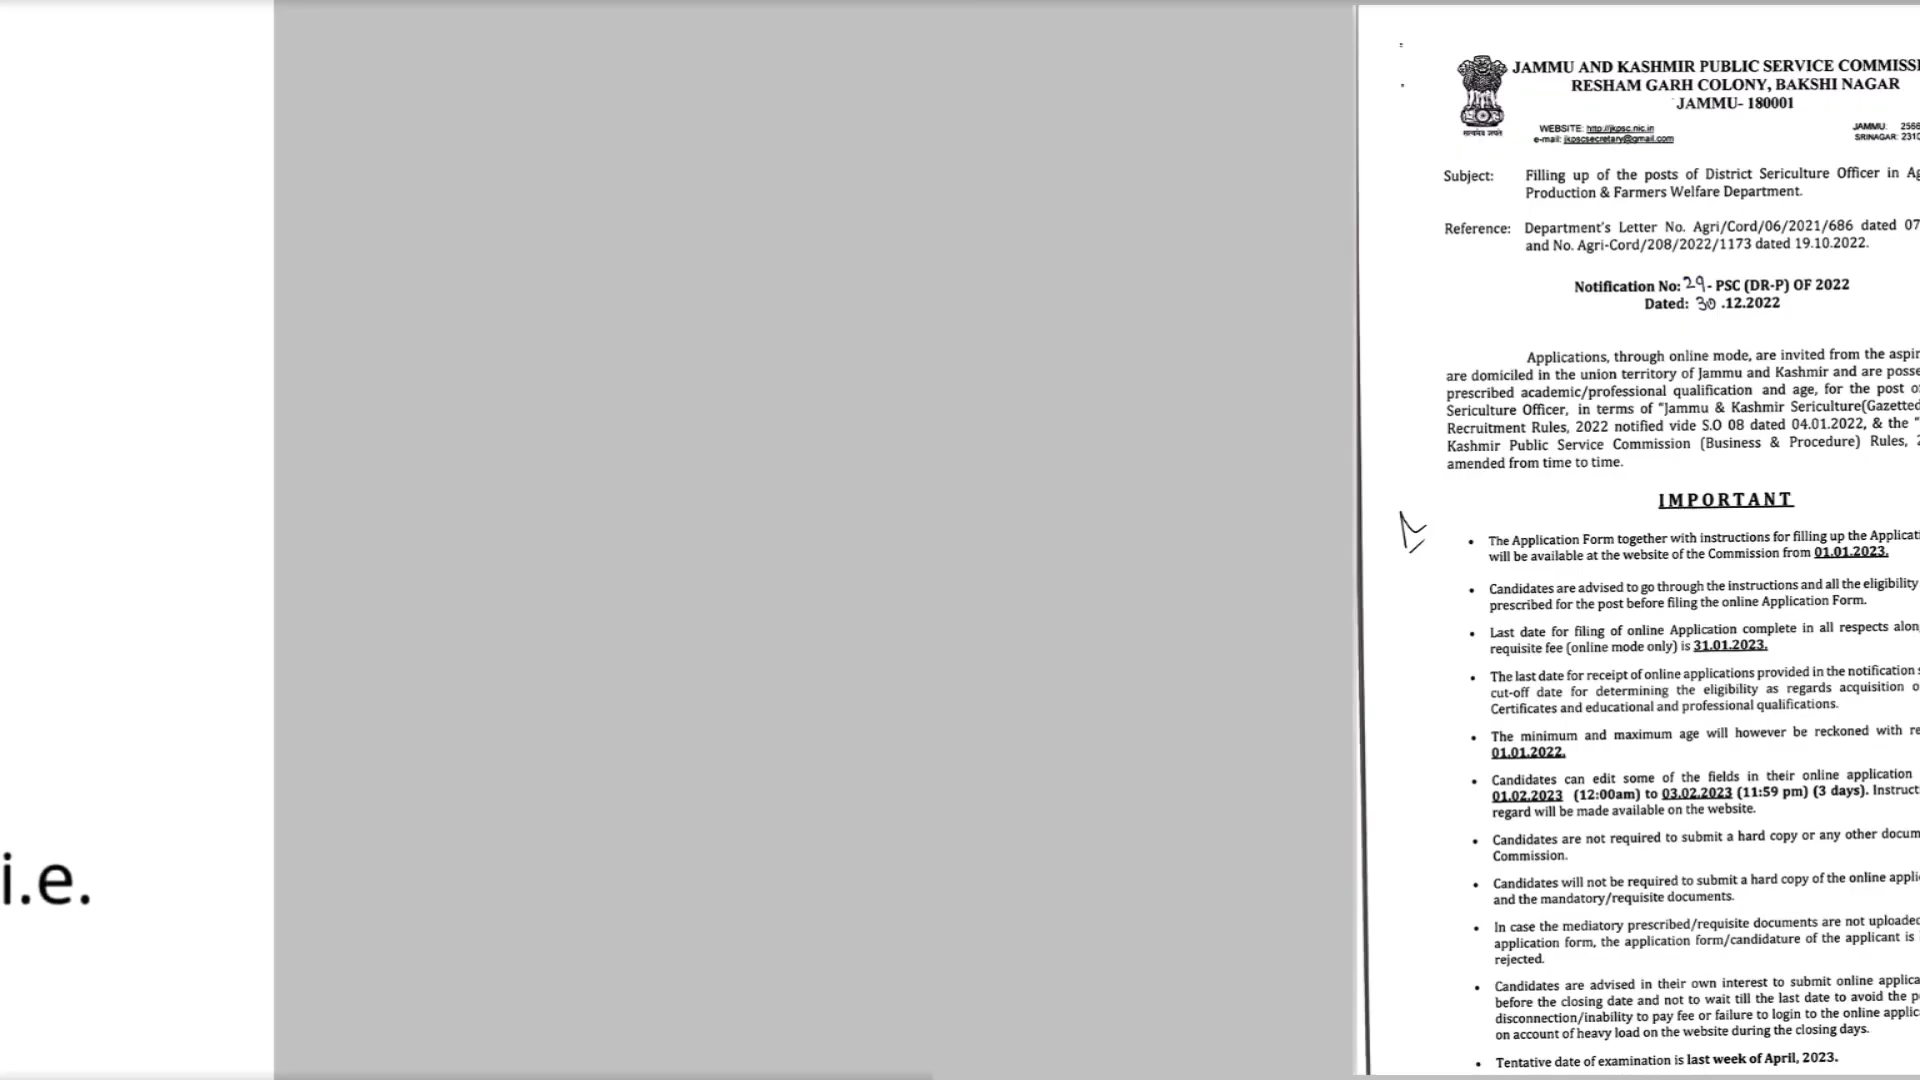 i.e.
JAMMU AND KASHMIR PUBLIC SERVICE COMMISSI
RESHAM GARH COLONY, BAKSHI NAGAR
JAMMU- 180001
सत्यमेव जयते
WEBSITE: http://jkpsc.nic.in
e-mail: jkpscsecretary@gmail.com
JAMMU: 256
SRINAGAR: 231
Subject: Filling up of the posts of District Sericulture Officer in Ag
Production & Farmers Welfare Department.
Reference: Department's Letter No. Agri/Cord/06/2021/686 dated 07
and No. Agri-Cord/208/2022/1173 dated 19.10.2022.
Notification No: 29- PSC (DR-P) OF 2022
Dated: 30 .12.2022
Applications, through online mode, are invited from the aspir
are domiciled in the union territory of Jammu and Kashmir and are posse
prescribed academic/professional qualification and age, for the post o
Sericulture Officer, in terms of "Jammu & Kashmir Sericulture(Gazetted
Recruitment Rules, 2022 notified vide S.O 08 dated 04.01.2022, & the "
Kashmir Public Service Commission (Business & Procedure) Rules, 2
amended from time to time.
IMPORTANT
• The Application Form together with instructions for filling up the Applicati
will be available at the website of the Commission from 01.01.2023.
• Candidates are advised to go through the instructions and all the eligibility
prescribed for the post before filing the online Application Form.
• Last date for filing of online Application complete in all respects alon
requisite fee (online mode only) is 31.01.2023.
• The last date for receipt of online applications provided in the notification s
cut-off date for determining the eligibility as regards acquisition o
Certificates and educational and professional qualifications.
• The minimum and maximum age will however be reckoned with re
01.01.2022.
• Candidates can edit some of the fields in their online application
01.02.2023 (12:00am) to 03.02.2023 (11:59 pm) (3 days). Instructi
regard will be made available on the website.
• Candidates are not required to submit a hard copy or any other docum
Commission.
• Candidates will not be required to submit a hard copy of the online appli
and the mandatory/requisite documents.
• In case the mediatory prescribed/requisite documents are not uploaded
application form, the application form/candidature of the applicant is
rejected.
• Candidates are advised in their own interest to submit online applica
before the closing date and not to wait till the last date to avoid the p
disconnection/inability to pay fee or failure to login to the online applic
on account of heavy load on the website during the closing days.
• Tentative date of examination is last week of April, 2023.